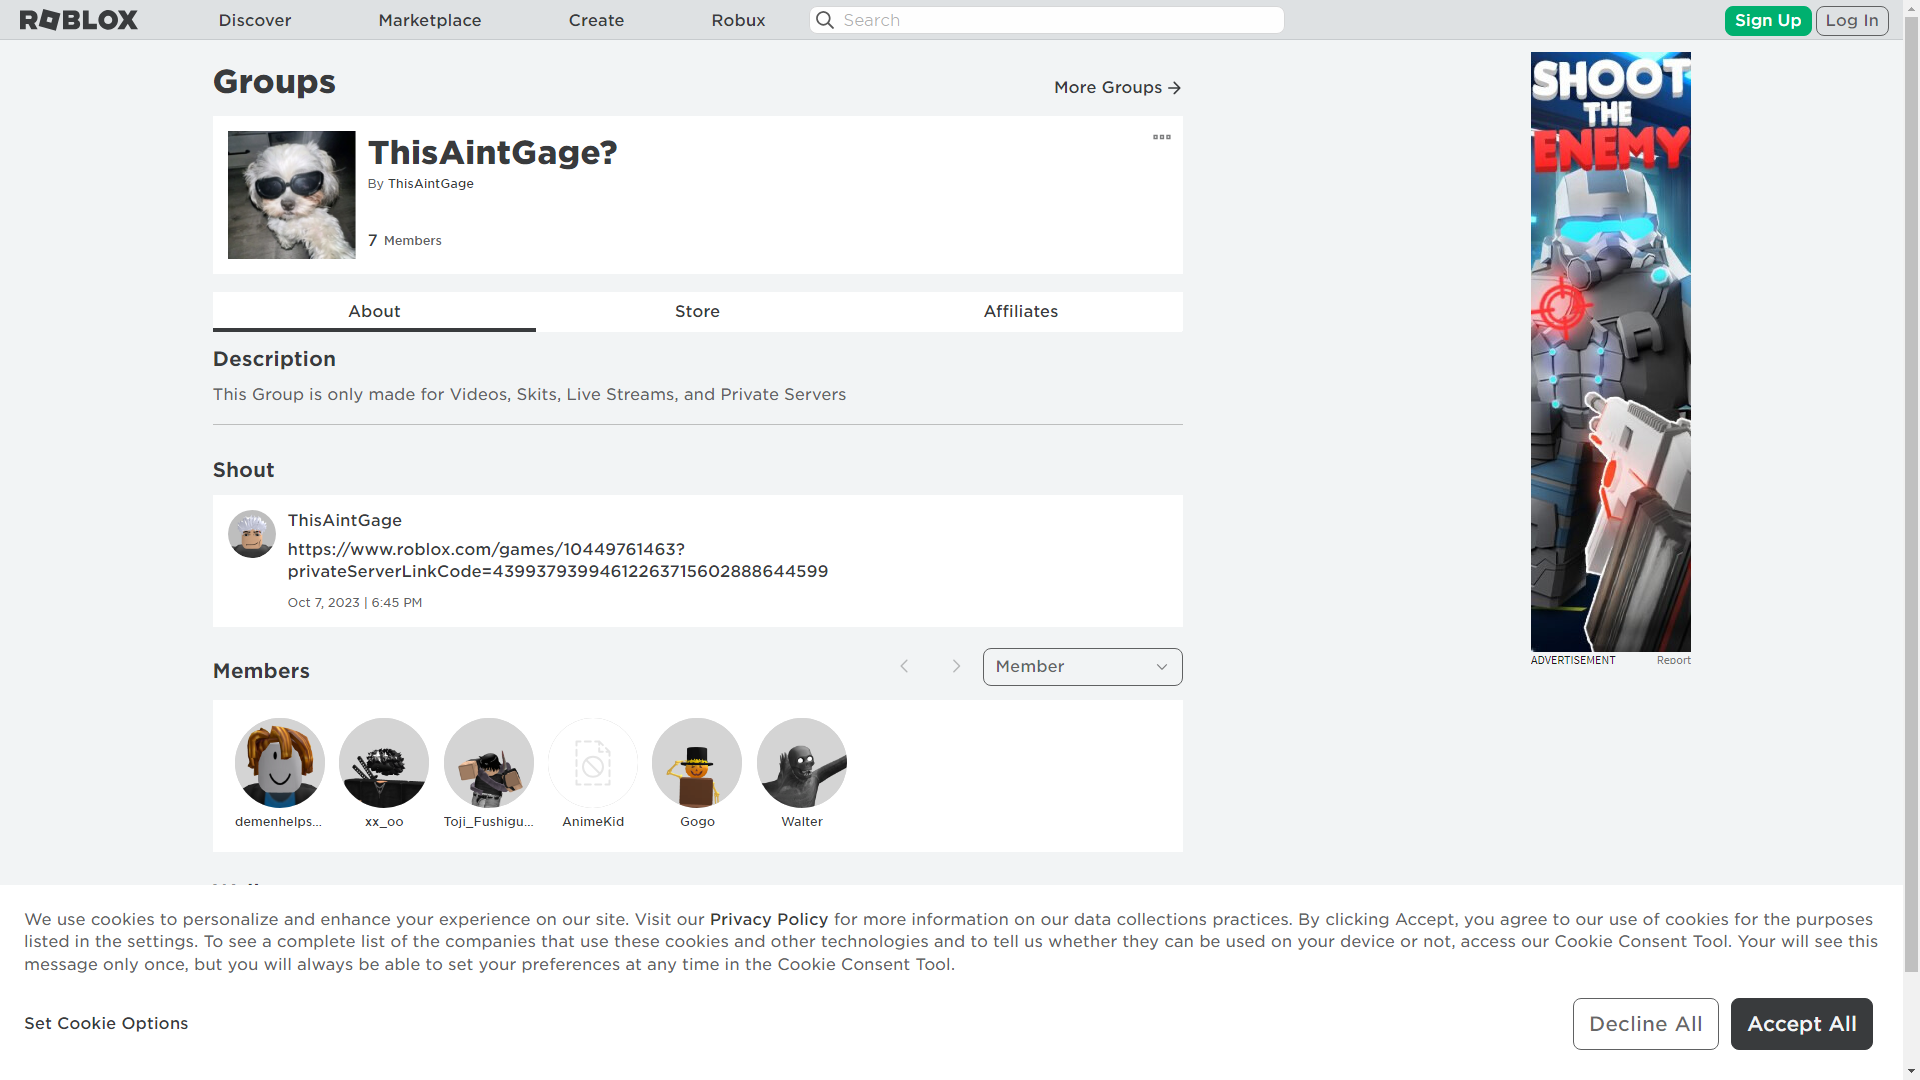 ROBLOX
Discover
Marketplace
Create
Robux
Search
Sign Up
Log In
Groups
More Groups
ThisAintGage?
By ThisAintGage
7 Members
About
Store
Affiliates
Description
This Group is only made for Videos, Skits, Live Streams, and Private Servers
Shout
ThisAintGage
https://www.roblox.com/games/10449761463?
privateServerLinkCode=43993793994612263715602888644599
Oct 7, 2023 | 6:45 PM
Members
Member
demenhelps...
xx_oo
Toji_Fushigu...
AnimeKid
Gogo
Walter
SHOOT
THE
ENEMY
ADVERTISEMENT
Report
We use cookies to personalize and enhance your experience on our site. Visit our Privacy Policy for more information on our data collections practices. By clicking Accept, you agree to our use of cookies for the purposes
listed in the settings. To see a complete list of the companies that use these cookies and other technologies and to tell us whether they can be used on your device or not, access our Cookie Consent Tool. Your will see this
message only once, but you will always be able to set your preferences at any time in the Cookie Consent Tool.
Set Cookie Options
Decline All
Accept All